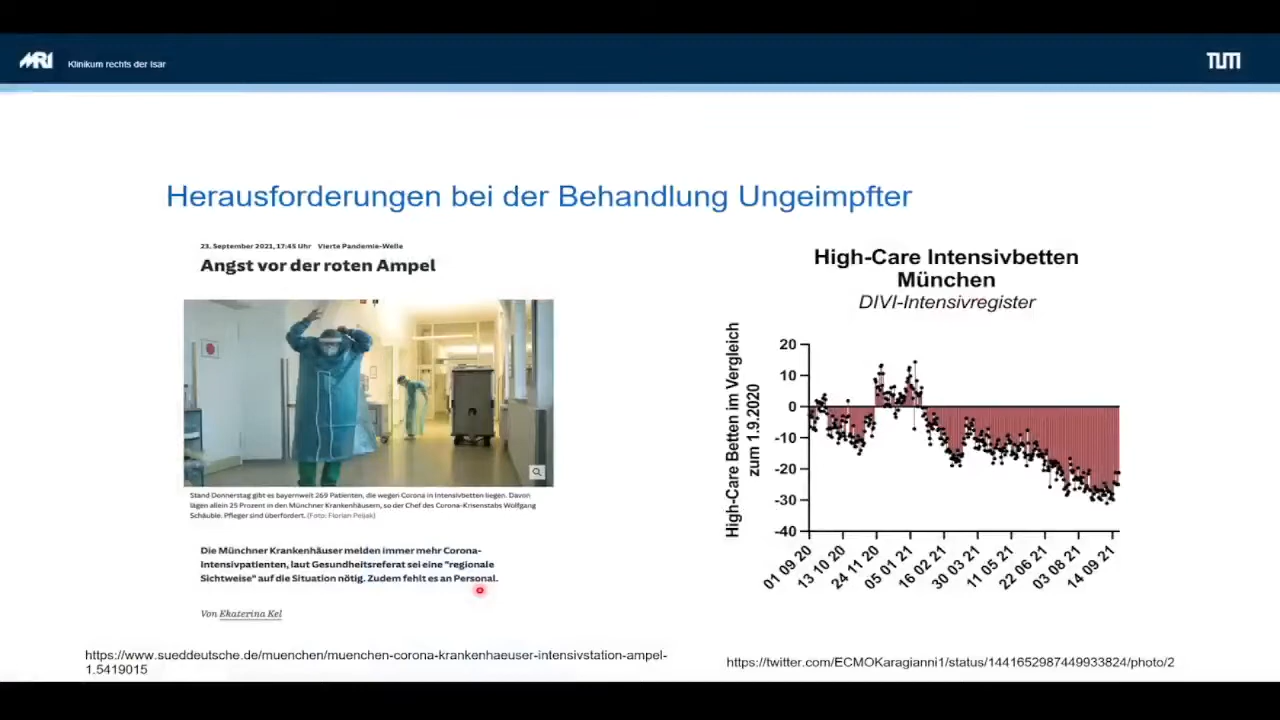 MRI Klinikum rechts der Isar
TUM
Herausforderungen bei der Behandlung Ungeimpfter
23. September 2021, 17:45 Uhr Vierte Pandemie-Welle
Angst vor der roten Ampel
Stand Donnerstag gibt es bayernweit 269 Patienten, die wegen Corona in Intensivbetten liegen. Davon
lägen allein 25 Prozent in den Münchner Krankenhäusern, so der Chef des Corona-Krisenstabs Wolfgang
Schäuble. Pfleger sind überfordert. (Foto: Florian Peljak)
Die Münchner Krankenhäuser melden immer mehr Corona-
Intensivpatienten, laut Gesundheitsreferat sei eine "regionale
Sichtweise" auf die Situation nötig. Zudem fehlt es an Personal.
Von Ekaterina Kel
https://www.sueddeutsche.de/muenchen/muenchen-corona-krankenhaeuser-intensivstation-ampel-
1.5419015
High-Care Intensivbetten
München
DIVI-Intensivregister
High-Care Betten im Vergleich
zum 1.9.2020
20
10
0
-10
-20
-30
-40
01 09 20
13 10 20
24 11 20
05 01 21
16 02 21
30 03 21
11 05 21
22 06 21
03 08 21
14 09 21
https://twitter.com/ECMOKaragianni1/status/1441652987449933824/photo/2